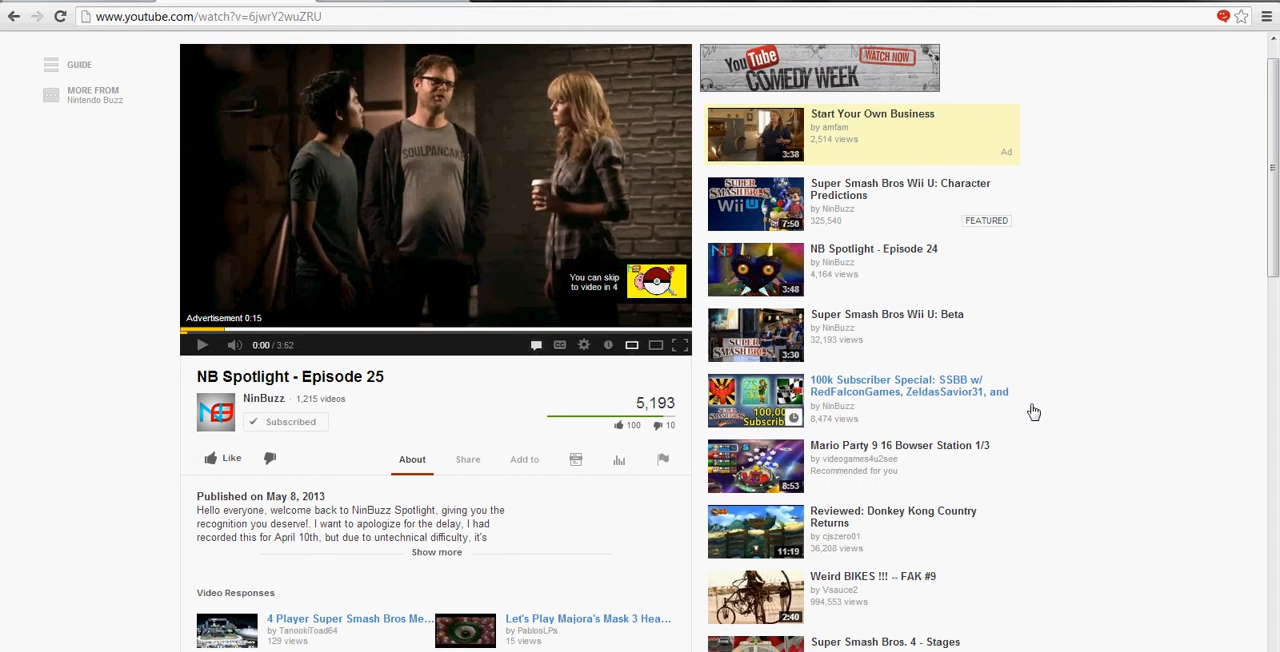 www.youtube.com/watch?v=6jwrY2wuZRU
GUIDE
MORE FROM
Nintendo Buzz
SOULPANCAKE
You can skip
to video in 4
Advertisement 0:15
0:00 / 3:52
CC
NB Spotlight - Episode 25
NinBuzz · 1,215 videos
Subscribed
5,193
100
10
Like
About
Share
Add to
Published on May 8, 2013
Hello everyone, welcome back to NinBuzz Spotlight, giving you the
recognition you deserve!. I want to apologize for the delay, I had
recorded this for April 10th, but due to untechnical difficulty, it's
Show more
Video Responses
4 Player Super Smash Bros Me...
by TanookiToad64
129 views
Let's Play Majora's Mask 3 Hea...
by PablosLPs
15 views
YouTube
COMEDY WEEK
WATCH NOW
Start Your Own Business
by amfam
2,514 views
Ad
3:38
Super Smash Bros Wii U: Character
Predictions
by NinBuzz
325,540
FEATURED
SUPER
SMASH BROS
Wii U
7:50
NB Spotlight - Episode 24
by NinBuzz
4,164 views
3:48
Super Smash Bros Wii U: Beta
by NinBuzz
32,193 views
3:30
100k Subscriber Special: SSBB w/
RedFalconGames, ZeldasSavior31, and
by NinBuzz
8,474 views
Mario Party 9 16 Bowser Station 1/3
by videogames4u2see
Recommended for you
8:53
Reviewed: Donkey Kong Country
Returns
by cjszero01
36,208 views
11:19
Weird BIKES !!! -- FAK #9
by Vsauce2
994,553 views
2:40
Super Smash Bros. 4 - Stages